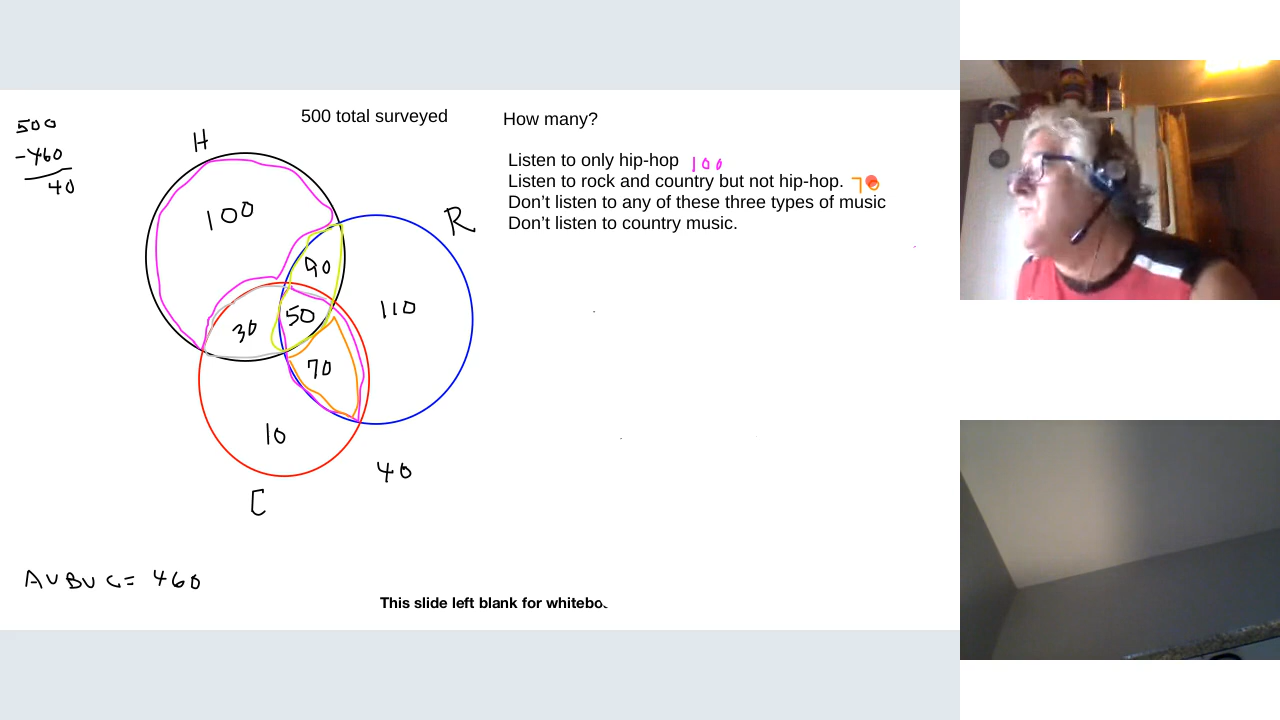 500 total surveyed
How many?
500
-460
40
H
Listen to only hip-hop 100
Listen to rock and country but not hip-hop. 70
Don’t listen to any of these three types of music
Don’t listen to country music.
100
R
90
110
50
30
70
10
40
C
A∪B∪C= 460
This slide left blank for